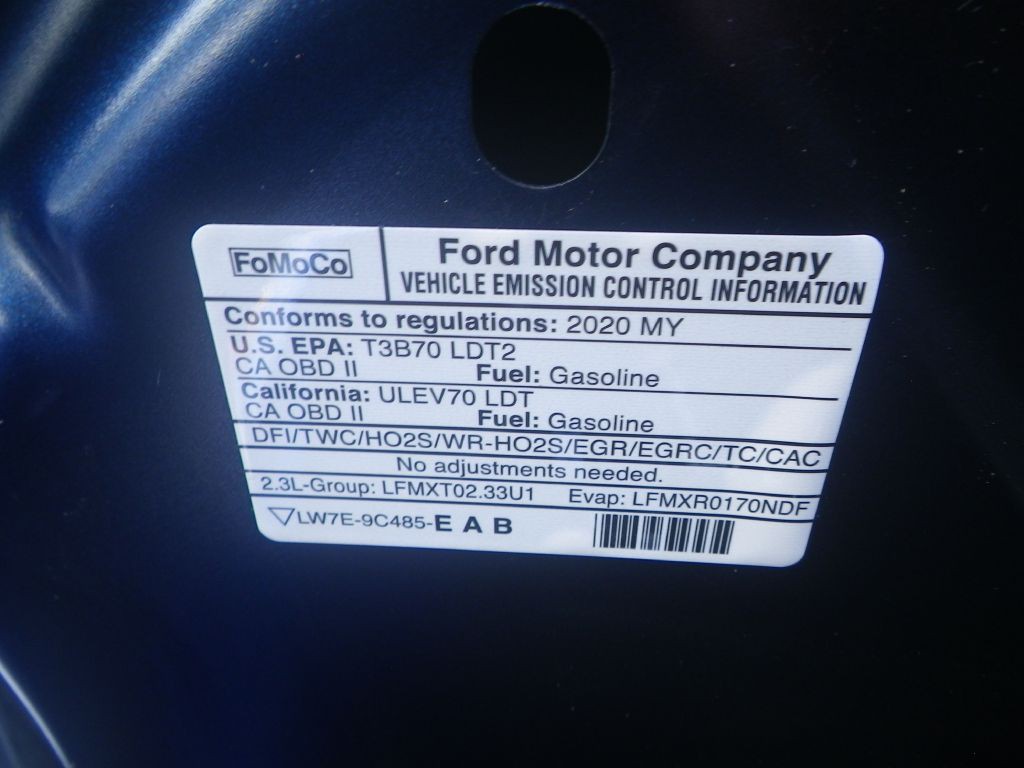 FoMoCo
Ford Motor Company
VEHICLE EMISSION CONTROL INFORMATION
Conforms to regulations: 2020 MY
U.S. EPA: T3B70 LDT2
CA OBD II Fuel: Gasoline
California: ULEV70 LDT
CA OBD II Fuel: Gasoline
DFI/TWC/HO2S/WR-HO2S/EGR/EGRC/TC/CAC
No adjustments needed.
2.3L-Group: LFMXT02.33U1 Evap: LFMXR0170NDF
LW7E-9C485-E A B